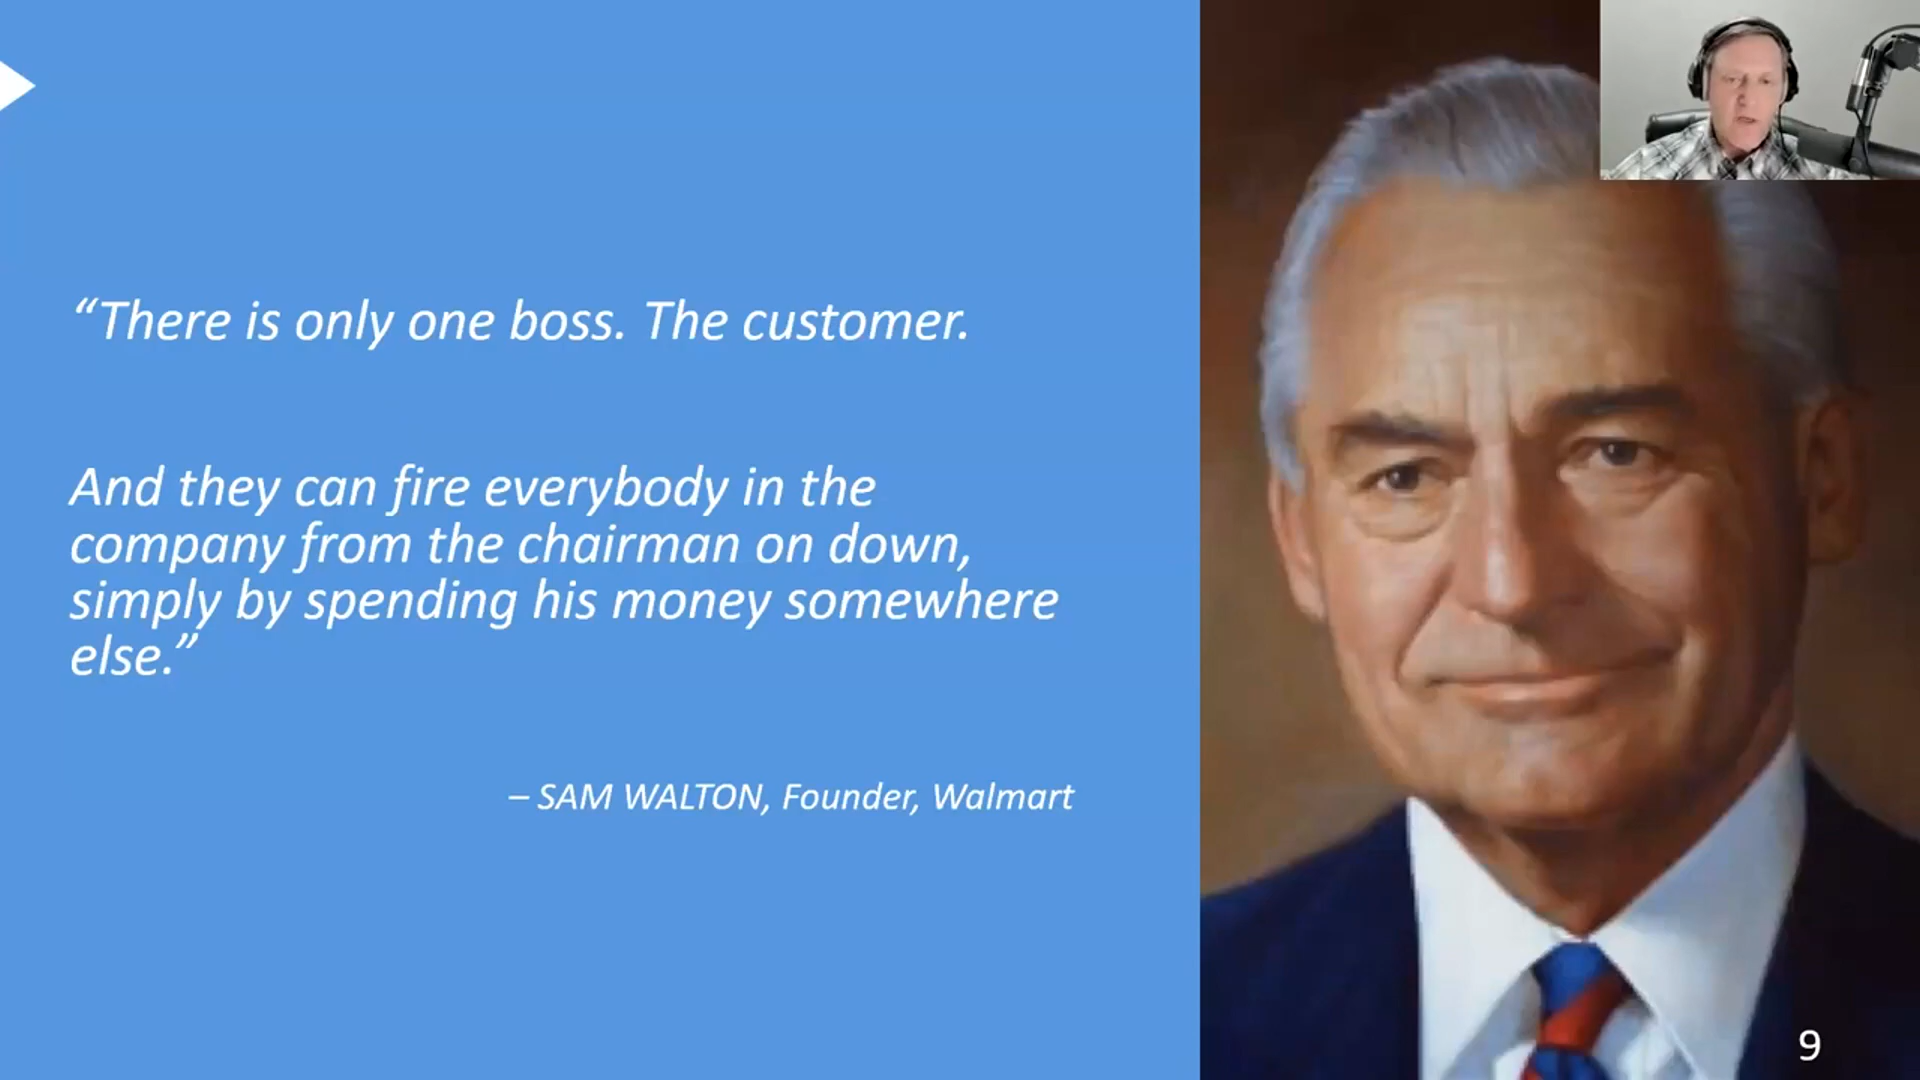 “There is only one boss. The customer.
And they can fire everybody in the
company from the chairman on down,
simply by spending his money somewhere
else.”
– SAM WALTON, Founder, Walmart
9